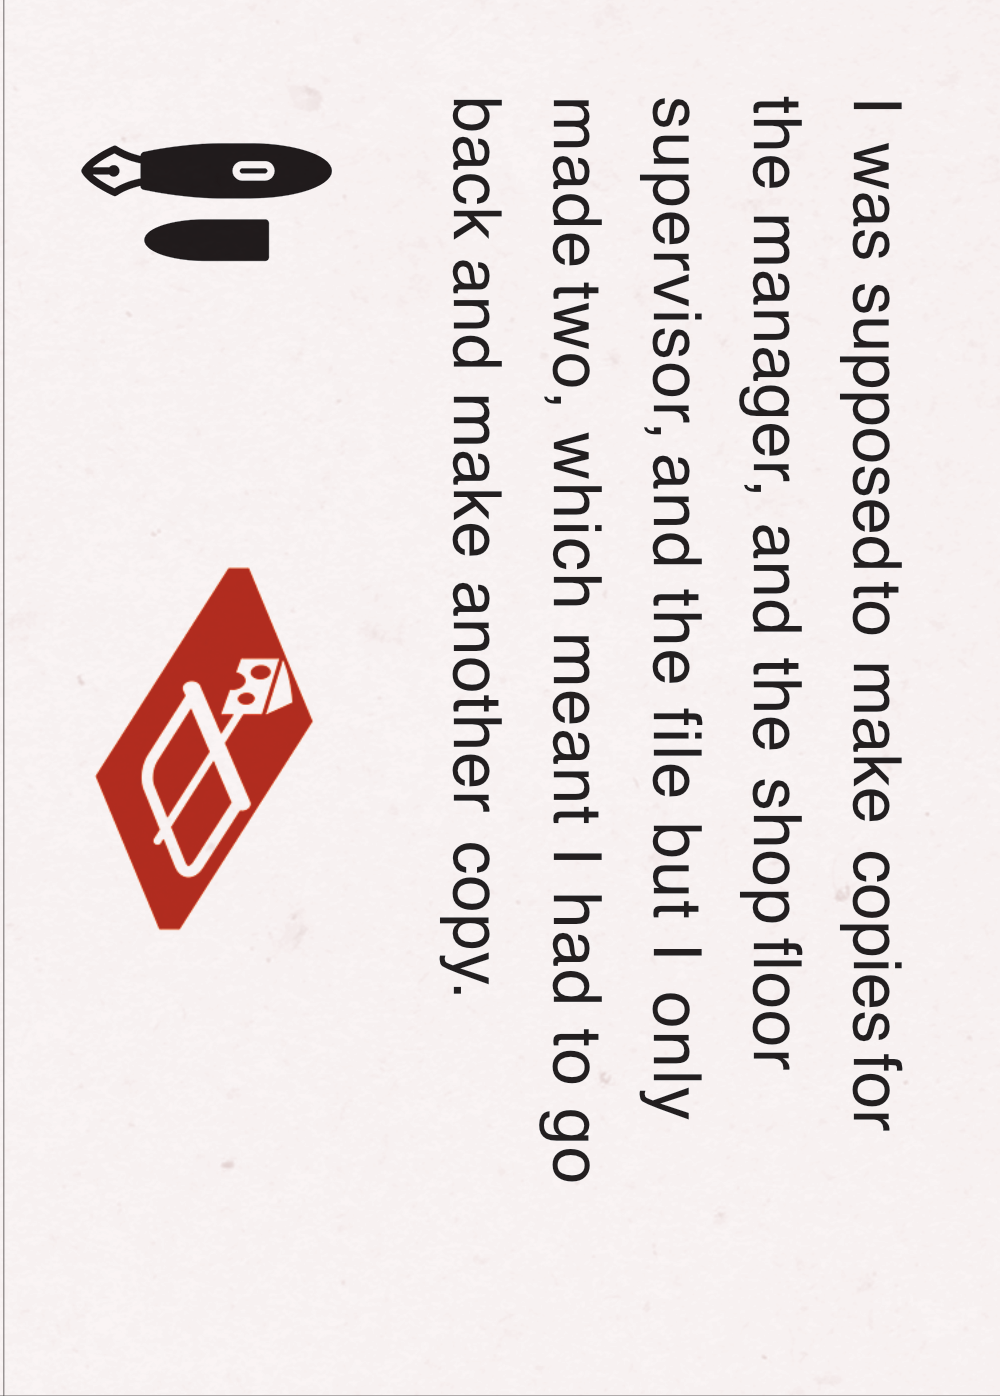 I was supposed to make copies for
the manager, and the shop floor
supervisor, and the file but I only
made two, which meant I had to go
back and make another copy.